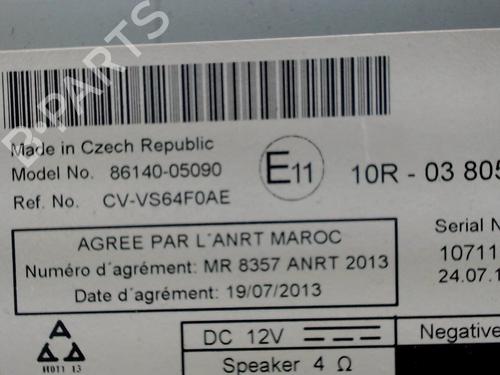 B-PARTS
Made in Czech Republic
Model No. 86140-05090
Ref. No. CV-VS64F0AE
E11 10R - 03 805
AGREE PAR L´ANRT MAROC
Numéro d´agrément: MR 8357 ANRT 2013
Date d´agrément: 19/07/2013
Serial N
10711
24.07.1
H011 13
DC 12V
Negative
Speaker 4 Ω